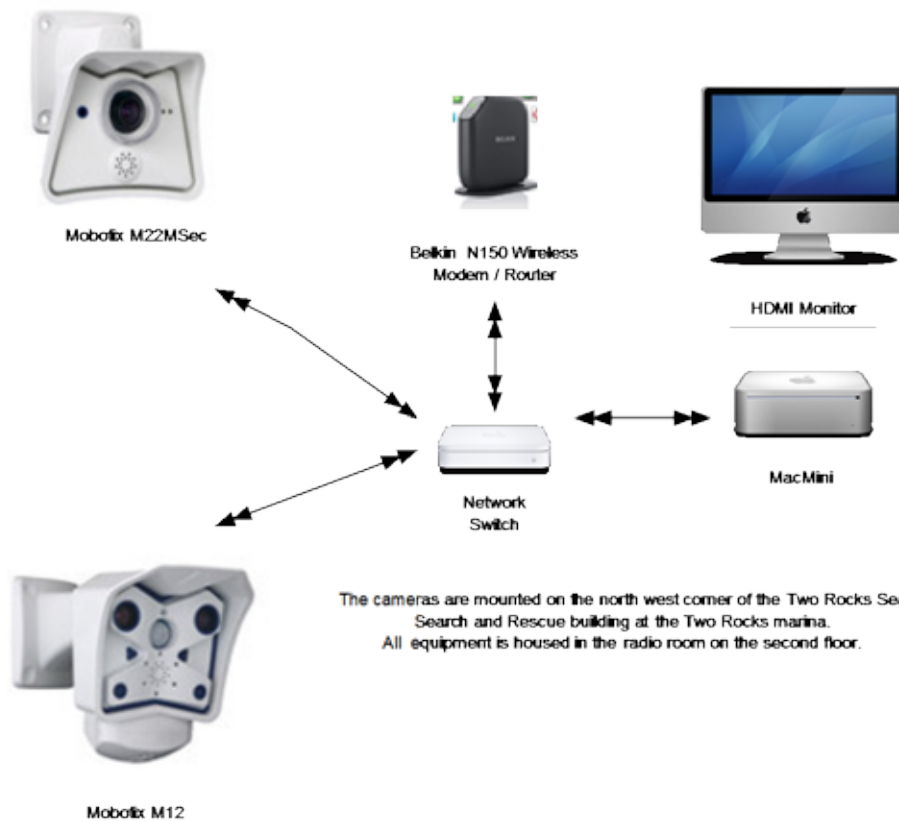 Mobotix M22MSec
BELKIN
Belkin N150 Wireless
Modem / Router
HDMI Monitor
Network
Switch
MacMini
The cameras are mounted on the north west corner of the Two Rocks Sea
Search and Rescue building at the Two Rocks marina.
All equipment is housed in the radio room on the second floor.
Mobotix M12